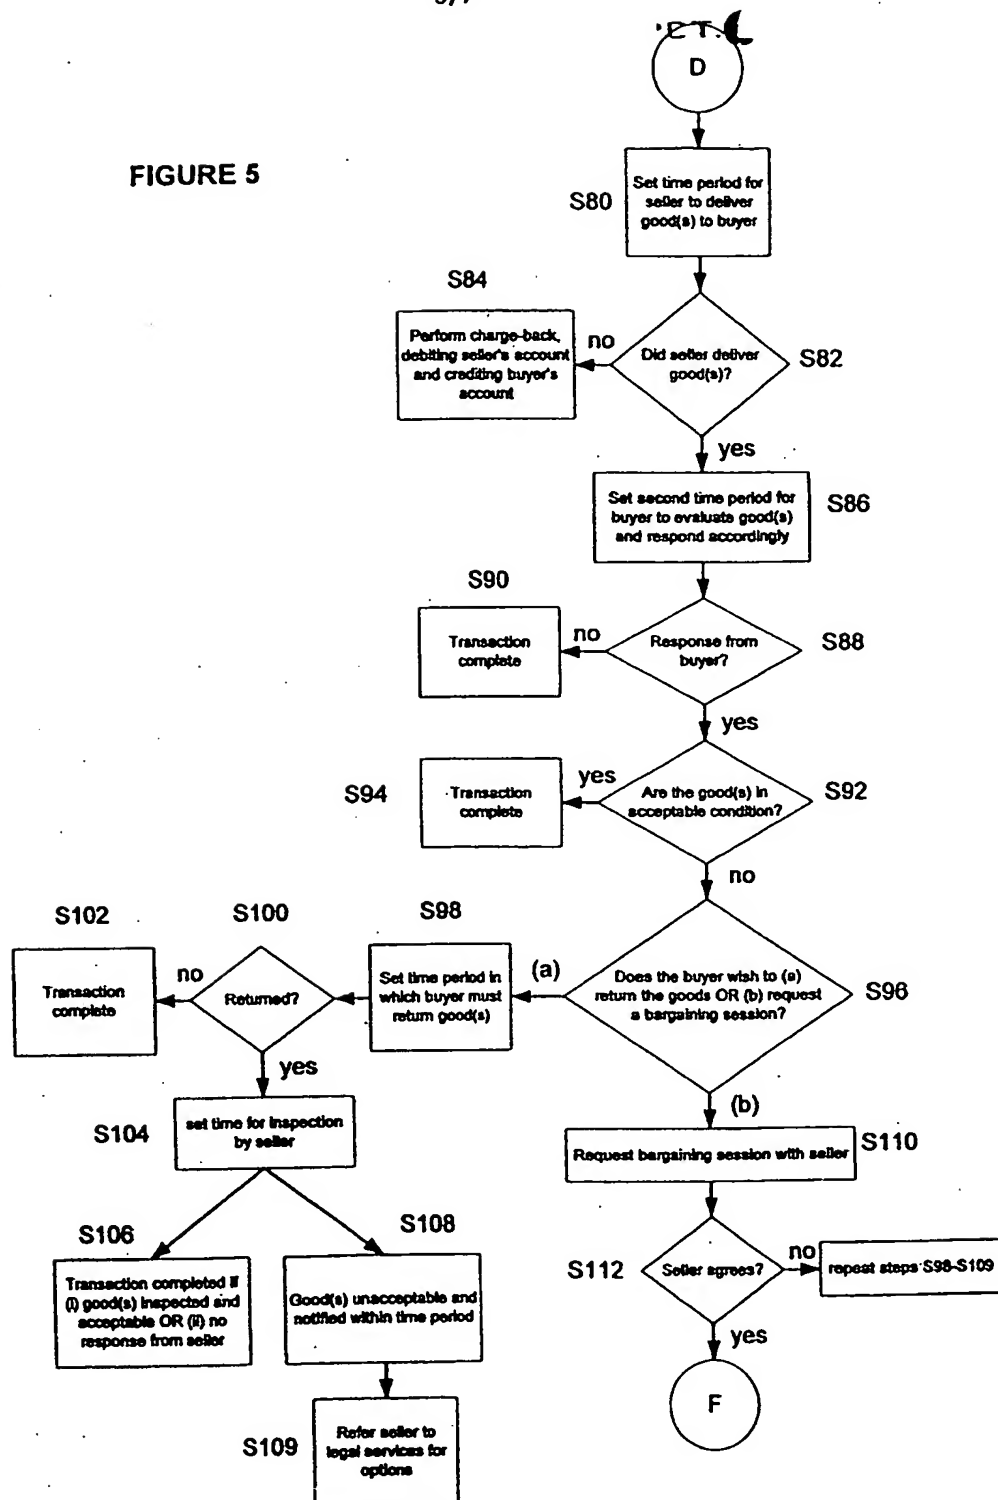 D
FIGURE 5
S80
Set time period for
seller to deliver
good(s) to buyer
S84
Perform charge-back,
debiting seller's account
and crediting buyer's
account
no
Did seller deliver
good(s)?
S82
yes
Set second time period for
buyer to evaluate good(s)
and respond accordingly
S86
S90
Transaction
complete
no
Response from
buyer?
S88
yes
S94
Transaction
complete
yes
Are the good(s) in
acceptable condition?
S92
no
S102
S100
S98
Transaction
complete
no
Returned?
Set time period in
which buyer must
return good(s)
(a)
Does the buyer wish to (a)
return the goods OR (b) request
a bargaining session?
S96
yes
(b)
S104
set time for inspection
by seller
Request bargaining session with seller
S110
S106
S108
Transaction completed if
(i) good(s) inspected and
acceptable OR (ii) no
response from seller
Good(s) unacceptable and
notified within time period
S112
Seller agrees?
no
repeat steps S98-S109
yes
F
S109
Refer seller to
legal services for
options